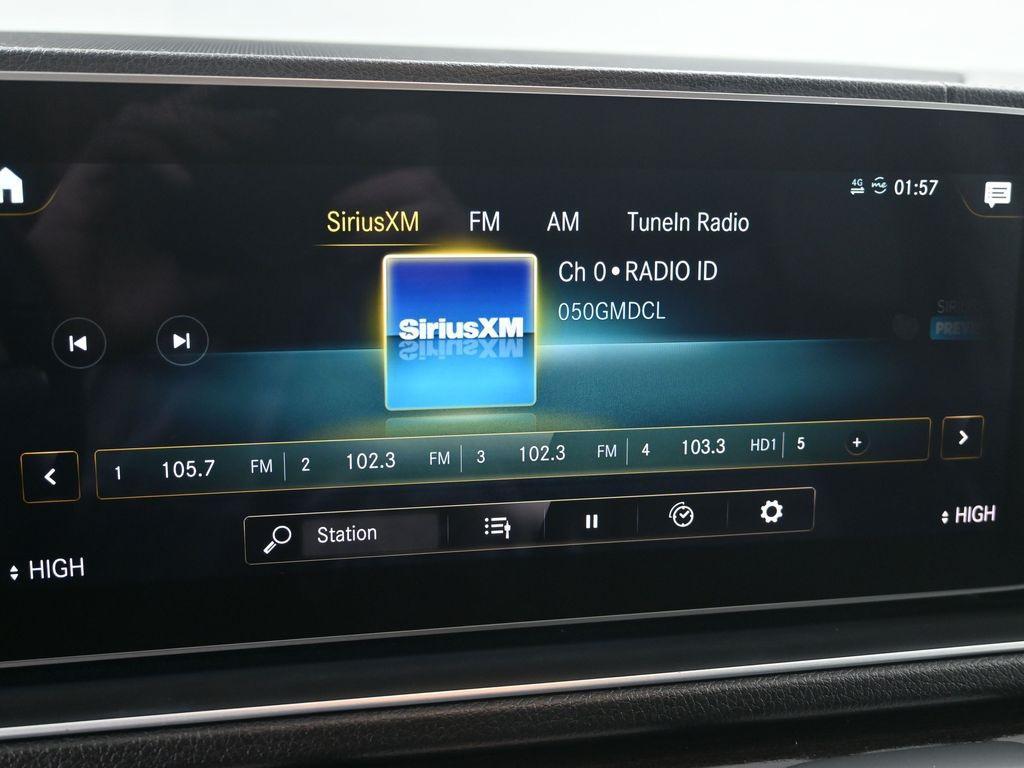 4G me 01:57
SiriusXM FM AM TuneIn Radio
Ch 0 • RADIO ID
050GMDCL
SiriusXM
1 105.7 FM 2 102.3 FM 3 102.3 FM 4 103.3 HD1 5 +
Station
HIGH
HIGH